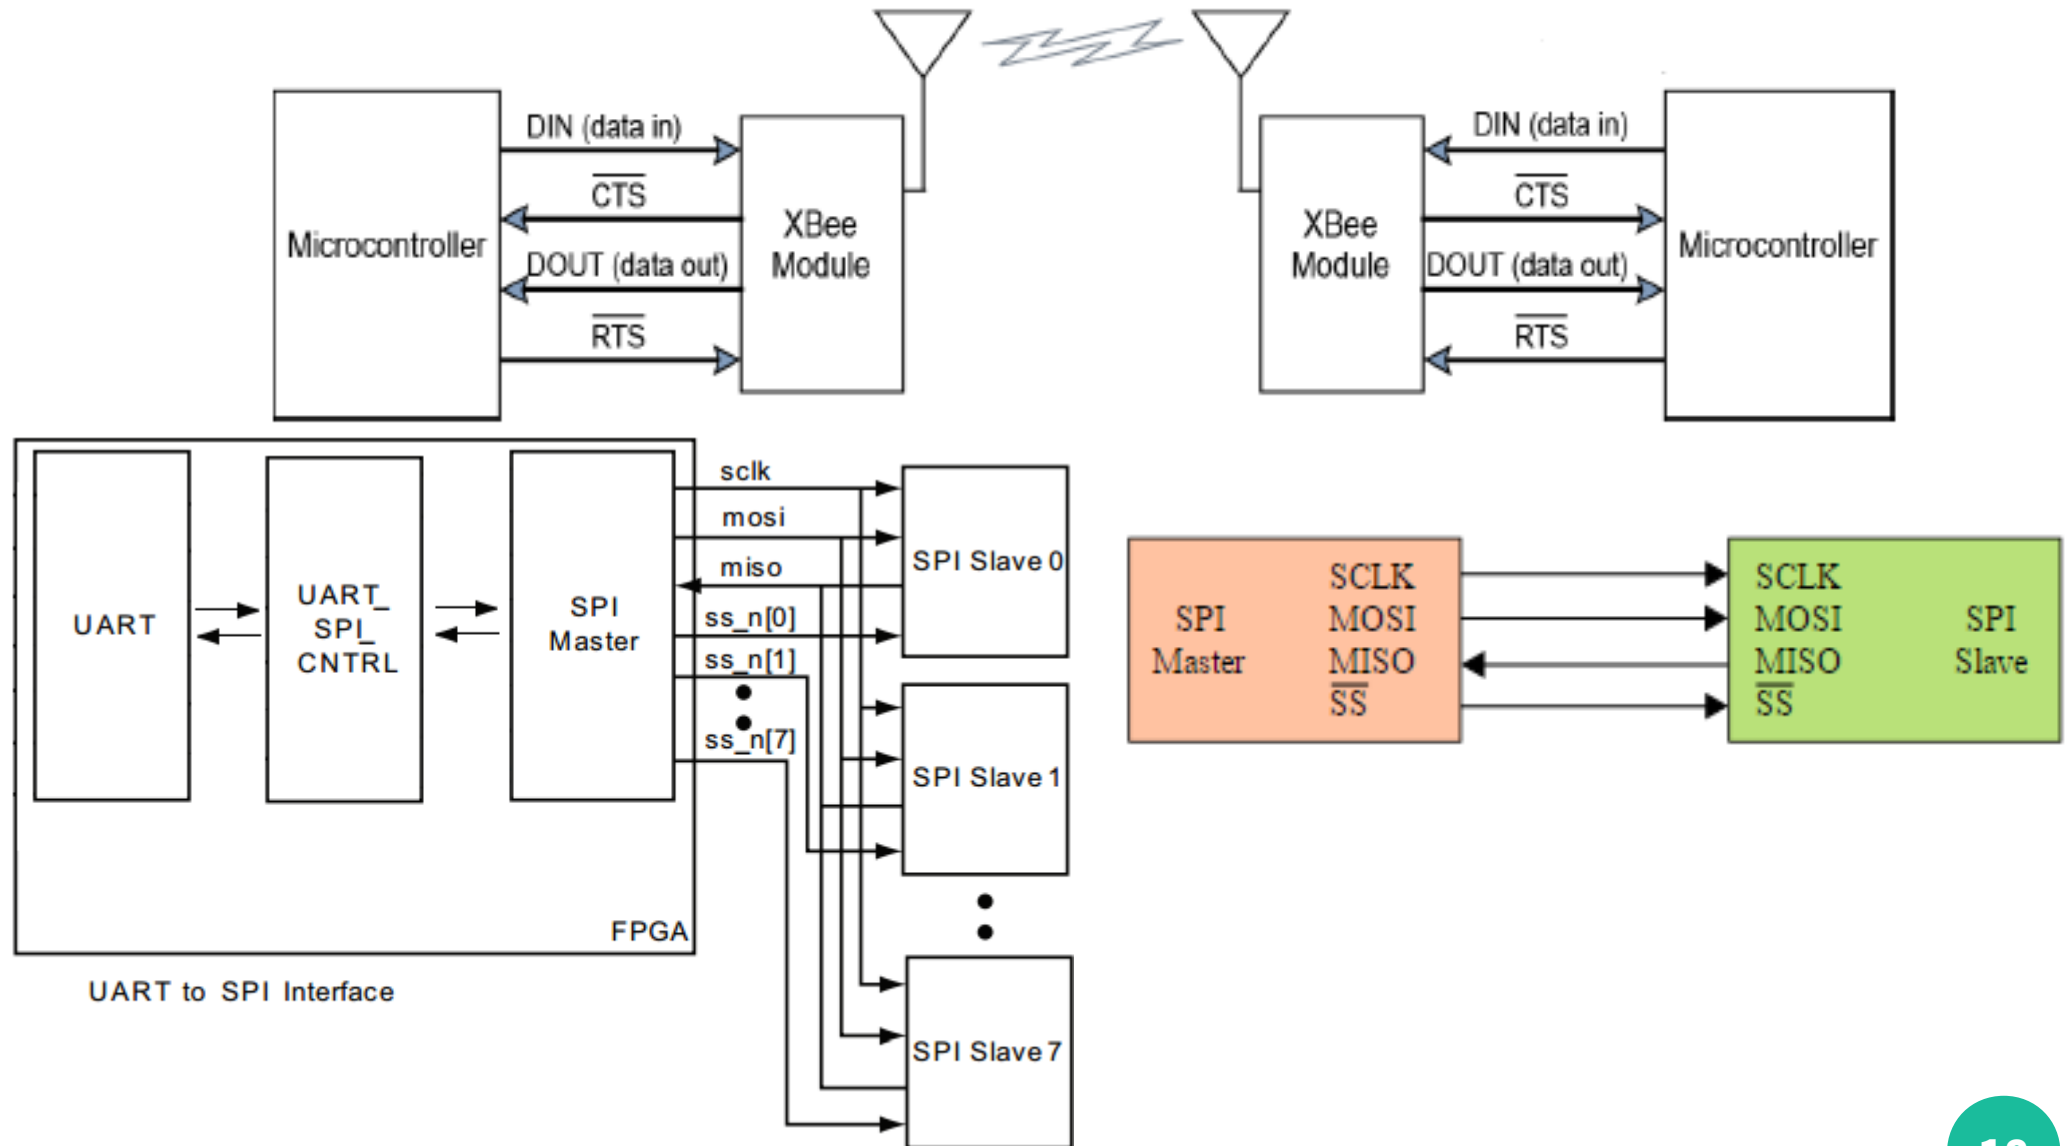 DIN (data in)
CTS
DOUT (data out)
RTS
Microcontroller
XBee
Module
XBee
Module
DIN (data in)
CTS
DOUT (data out)
RTS
Microcontroller
UART
UART_
SPI_
CNTRL
SPI
Master
FPGA
UART to SPI Interface
sclk
mosi
miso
ss_n[0]
ss_n[1]
ss_n[7]
SPI Slave 0
SPI Slave 1
SPI Slave 7
SPI
Master
SCLK
MOSI
MISO
SS
SCLK
MOSI
MISO
SS
SPI
Slave